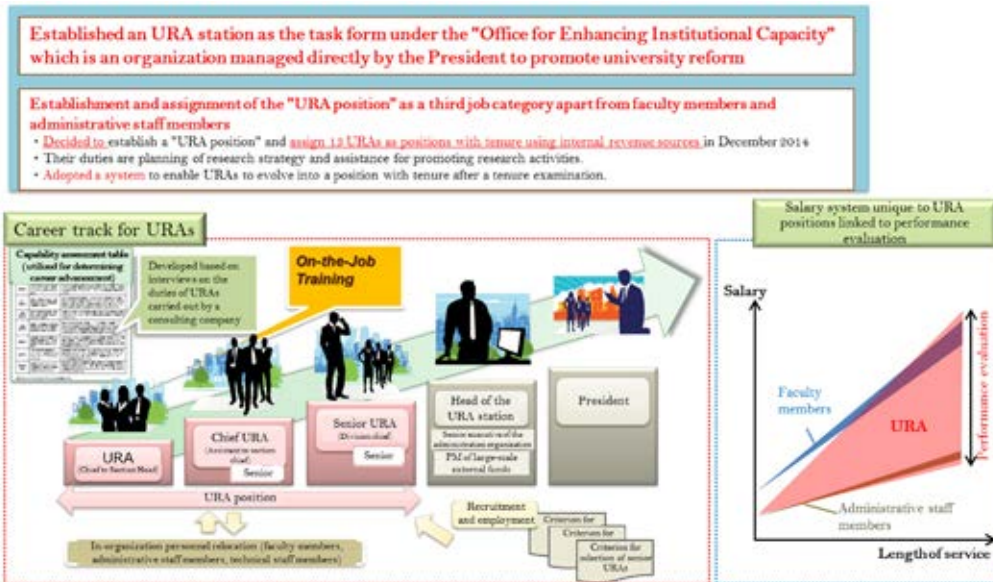 Established an URA station as the task form under the "Office for Enhancing Institutional Capacity"
which is an organization managed directly by the President to promote university reform
Establishment and assignment of the "URA position" as a third job category apart from faculty members and
administrative staff members
• Decided to establish a "URA position" and assign 13 URAs as positions with tenure using internal revenue sources in December 2014
• Their duties are planning of research strategy and assistance for promoting research activities.
• Adopted a system to enable URAs to evolve into a position with tenure after a tenure examination.
Career track for URAs
Capability assessment table
(utilized for determining
career advancement)
Developed based on
interviews on the
duties of URAs
carried out by a
consulting company
On-the-Job
Training
URA
(Chief to Section Head)
Chief URA
(Assistant to section
chief)
Senior
Senior URA
(Division chief)
Senior
Head of the
URA station
Senior executive of the
administration organization
PM of large-scale
external funds
President
URA position
In-organization personnel relocation (faculty members,
administrative staff members, technical staff members)
Recruitment
and employment
Criterion for
Criterion for
Criterion for
selection of senior
URAs
Salary system unique to URA
positions linked to performance
evaluation
Salary
Faculty
members
URA
Performance evaluation
Administrative staff
members
Length of service